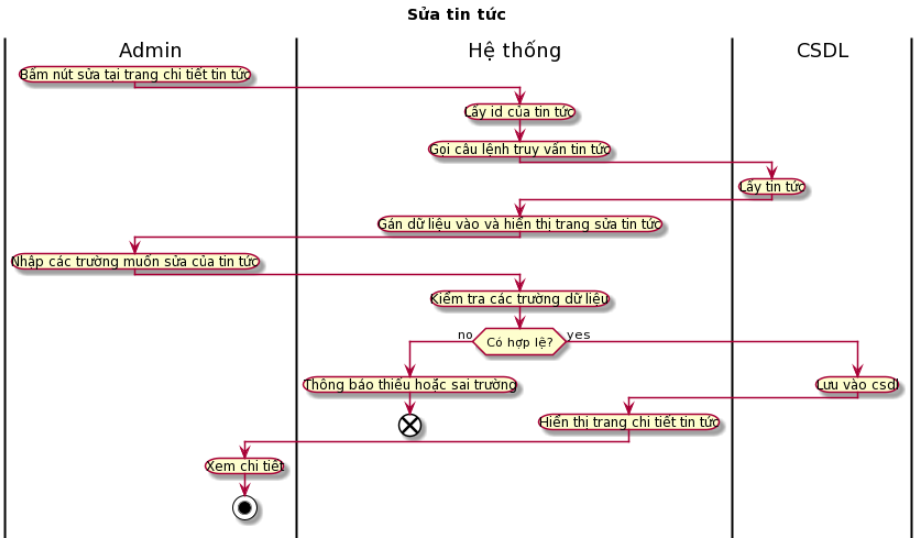 Sửa tin tức
Admin
Hệ thống
CSDL
Bấm nút sửa tại trang chi tiết tin tức
Lấy id của tin tức
Gọi câu lệnh truy vấn tin tức
Lấy tin tức
Gán dữ liệu vào và hiển thị trang sửa tin tức
Nhập các trường muốn sửa của tin tức
Kiểm tra các trường dữ liệu
no
Có hợp lệ?
yes
Thông báo thiếu hoặc sai trường
Lưu vào csdl
Hiển thị trang chi tiết tin tức
Xem chi tiết